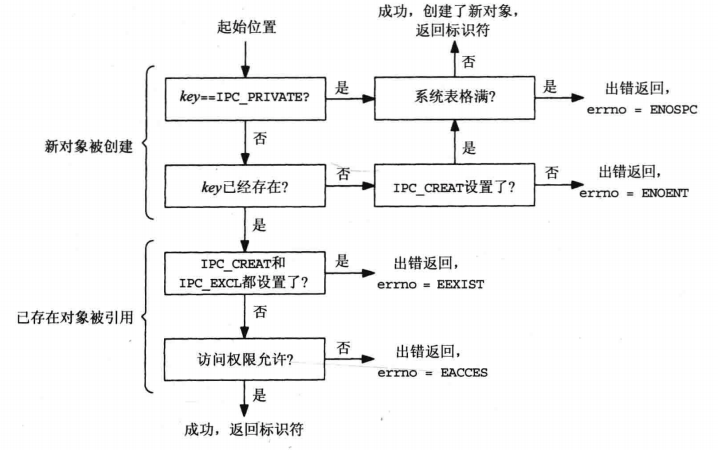 成功，创建了新对象，
返回标识符
起始位置
否
key==IPC_PRIVATE?
是
系统表格满？
是
出错返回，
errno = ENOSPC
新对象被创建
否
是
key已经存在？
否
IPC_CREAT设置了？
否
出错返回，
errno = ENOENT
是
IPC_CREAT和
IPC_EXCL都设置了？
是
出错返回，
errno = EEXIST
已存在对象被引用
否
访问权限允许？
否
出错返回，
errno = EACCES
是
成功，返回标识符